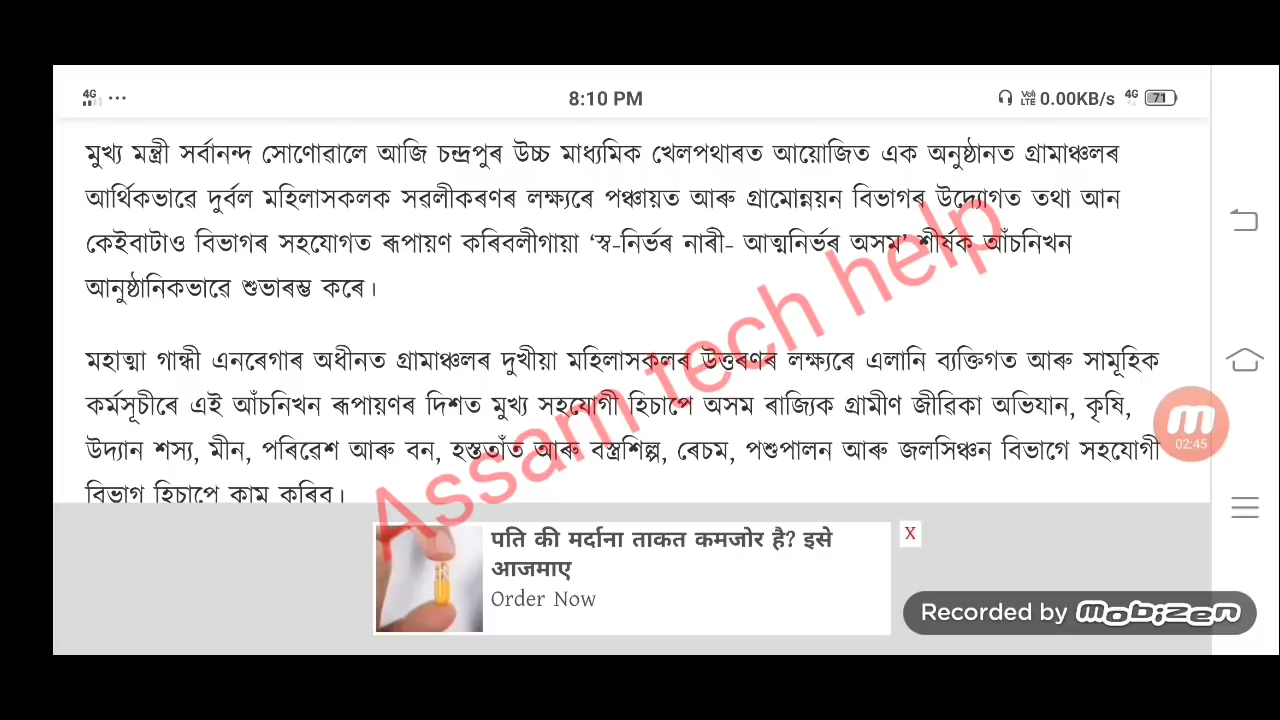 4G ... 8:10 PM VoLTE 0.00KB/s 4G 71
মুখ্য মন্ত্ৰী সৰ্বানন্দ সোণোৱালে আজি চন্দ্ৰপুৰ উচ্চ মাধ্যমিক খেলপথাৰত আয়োজিত এক অনুষ্ঠানত গ্ৰামাঞ্চলৰ
আৰ্থিকভাৱে দুৰ্বল মহিলাসকলক সৱলীকৰণৰ লক্ষ্যৰে পঞ্চায়ত আৰু গ্ৰামোন্নয়ন বিভাগৰ উদ্যোগত তথা আন
কেইবাটাও বিভাগৰ সহযোগত ৰূপায়ণ কৰিবলীগায়া ‘স্ব-নিৰ্ভৰ নাৰী- আত্মনিৰ্ভৰ অসম’ শীৰ্ষক আঁচনিখন
আনুষ্ঠানিকভাৱে শুভাৰম্ভ কৰে।
মহাত্মা গান্ধী এনৰেগাৰ অধীনত গ্ৰামাঞ্চলৰ দুখীয়া মহিলাসকলৰ উত্তৰণৰ লক্ষ্যৰে এলানি ব্যক্তিগত আৰু সামূহিক
কৰ্মসূচীৰে এই আঁচনিখন ৰূপায়ণৰ দিশত মুখ্য সহযোগী হিচাপে অসম ৰাজ্যিক গ্ৰামীণ জীৱিকা অভিযান, কৃষি,
উদ্যান শস্য, মীন, পৰিৱেশ আৰু বন, হস্ততাঁত আৰু বস্ত্ৰশিল্প, ৰেচম, পশুপালন আৰু জলসিঞ্চন বিভাগে সহযোগী
বিভাগ হিচাপে কাম কৰিব।
Assam tech help
02:45
पति की मर्दाना ताकत कमजोर है? इसे
आजमाए
Order Now
X
Recorded by mobizen